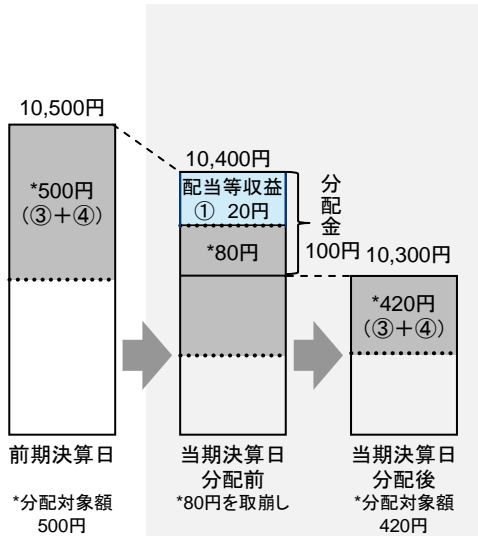 10,500円
*500円
(③+④)
前期決算日
*分配対象額
500円
10,400円
配当等収益
① 20円
*80円
分配金
100円
当期決算日
分配前
*80円を取崩し
10,300円
*420円
(③+④)
当期決算日
分配後
*分配対象額
420円